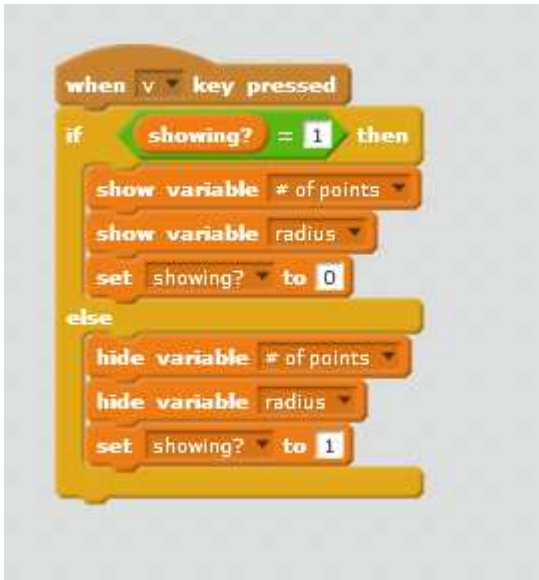 when v key pressed
if showing? = 1 then
show variable # of points
show variable radius
set showing? to 0
else
hide variable # of points
hide variable radius
set showing? to 1